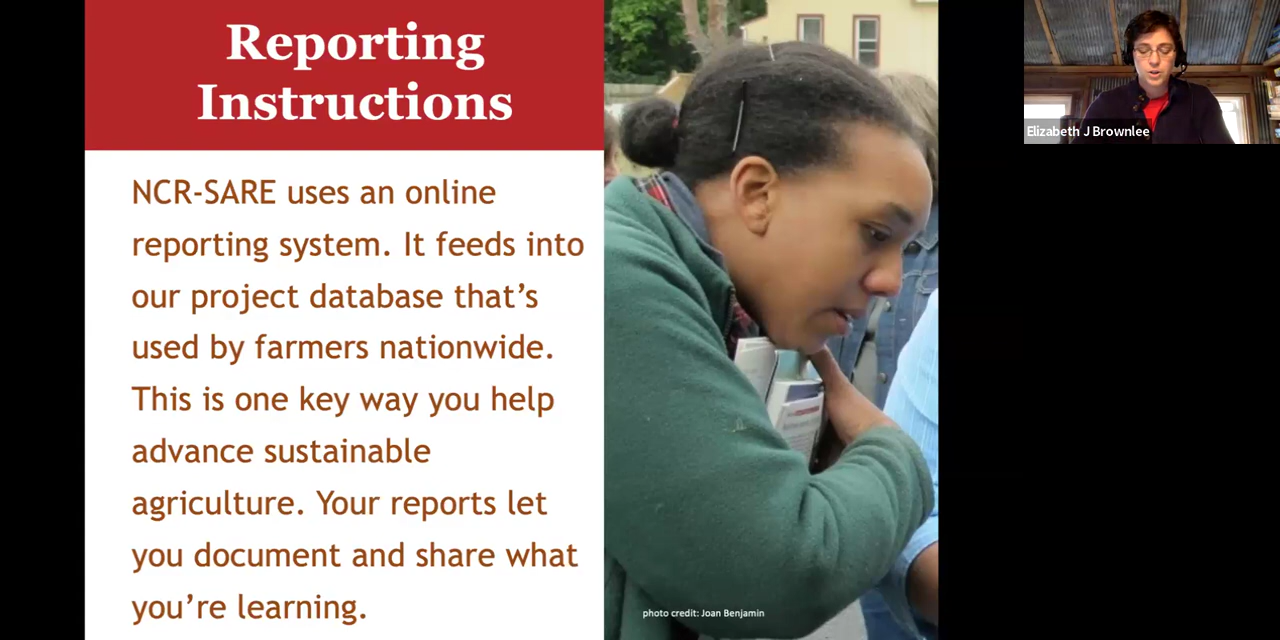 Reporting
Instructions
NCR-SARE uses an online
reporting system. It feeds into
our project database that’s
used by farmers nationwide.
This is one key way you help
advance sustainable
agriculture. Your reports let
you document and share what
you’re learning.
photo credit: Joan Benjamin
Elizabeth J Brownlee